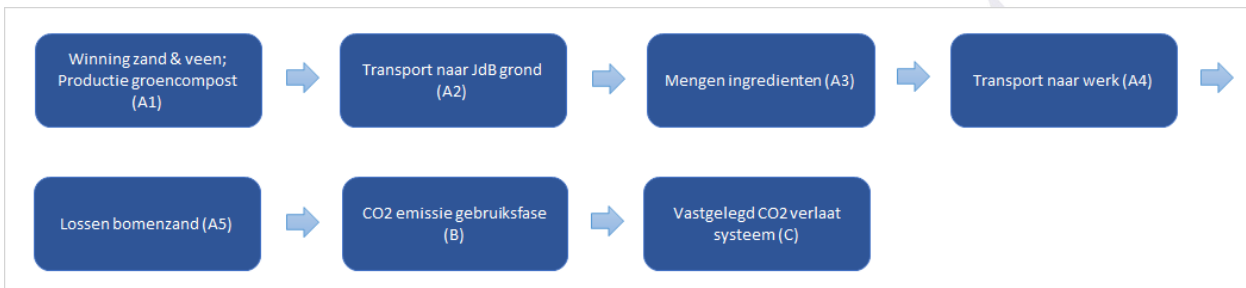 Winning zand & veen;
Productie groencompost
(A1)
Transport naar JdB grond
(A2)
Mengen ingredienten (A3)
Transport naar werk (A4)
Lossen bomenzand (A5)
CO2 emissie gebruiksfase
(B)
Vastgelegd CO2 verlaat
systeem (C)